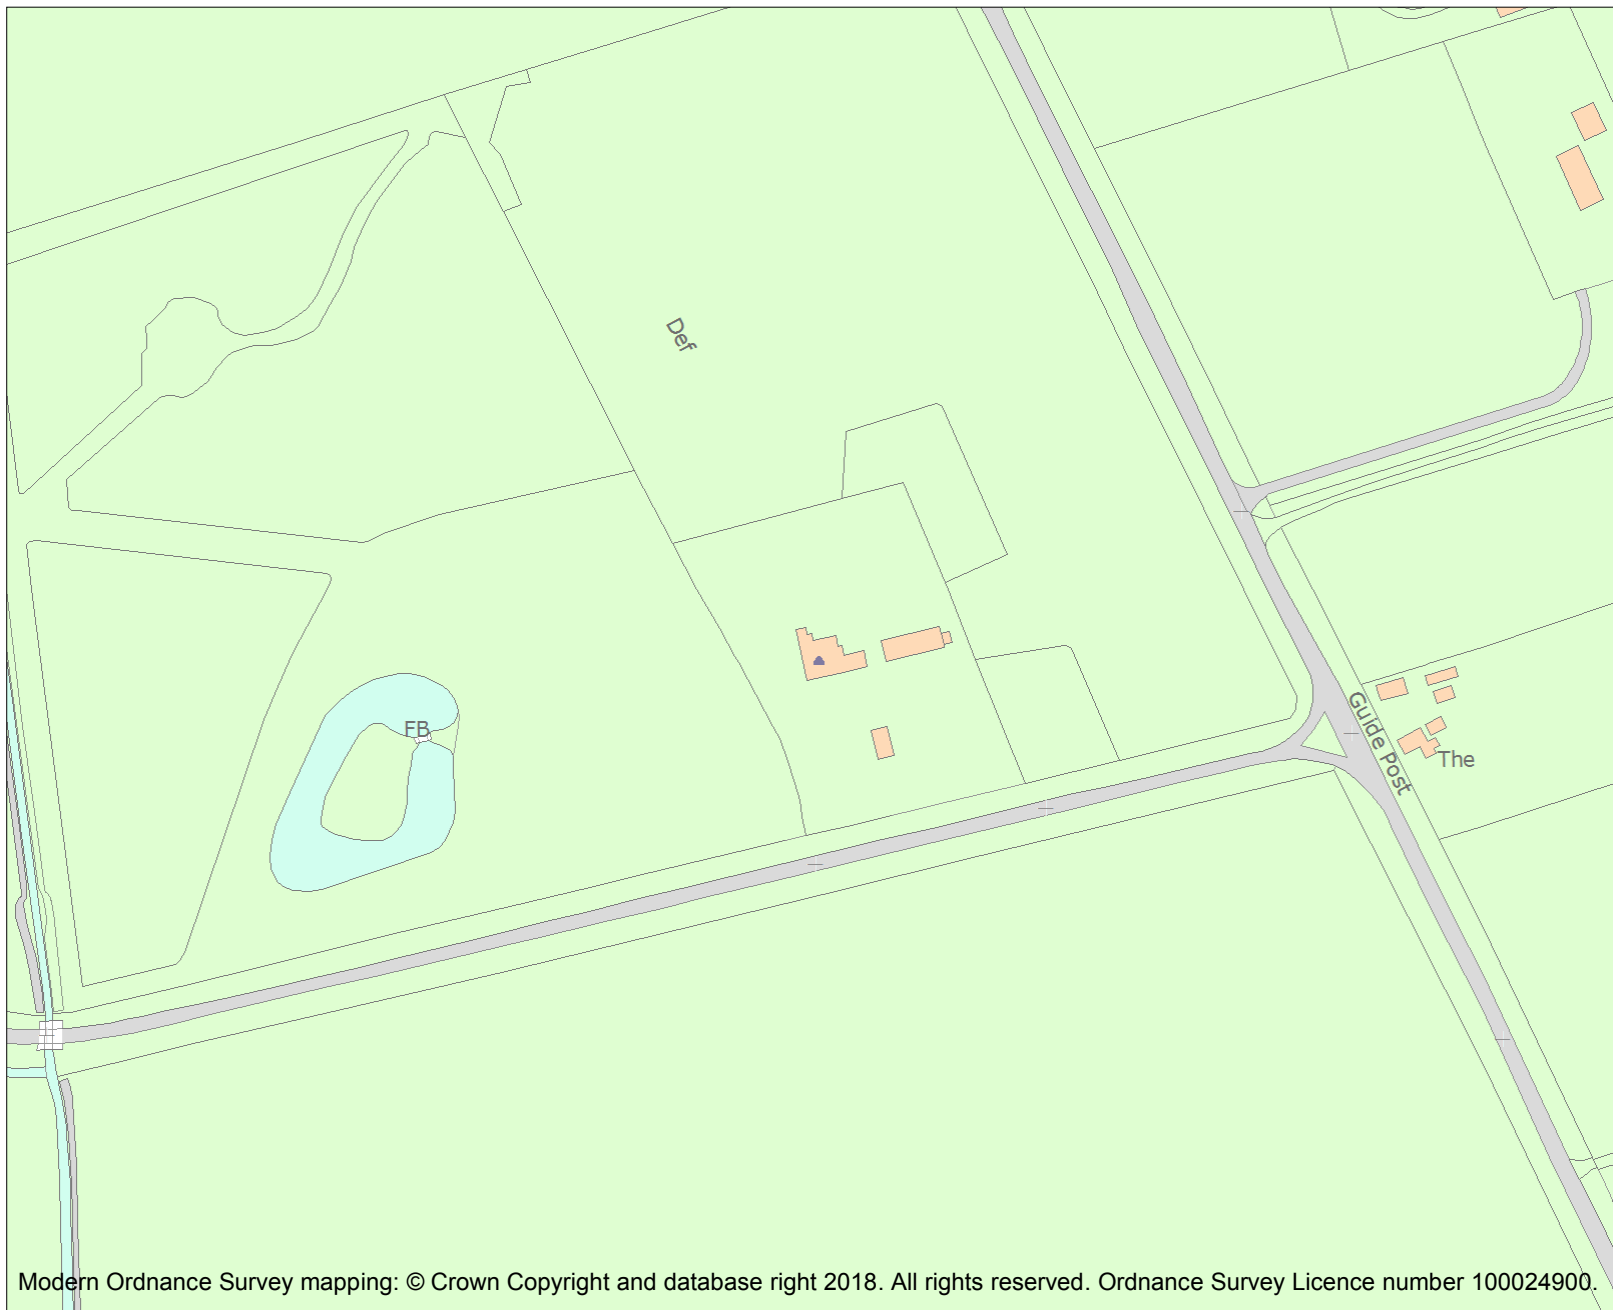 Def
FB
Guide Post
The
Modern Ordnance Survey mapping: © Crown Copyright and database right 2018. All rights reserved. Ordnance Survey Licence number 100024900.